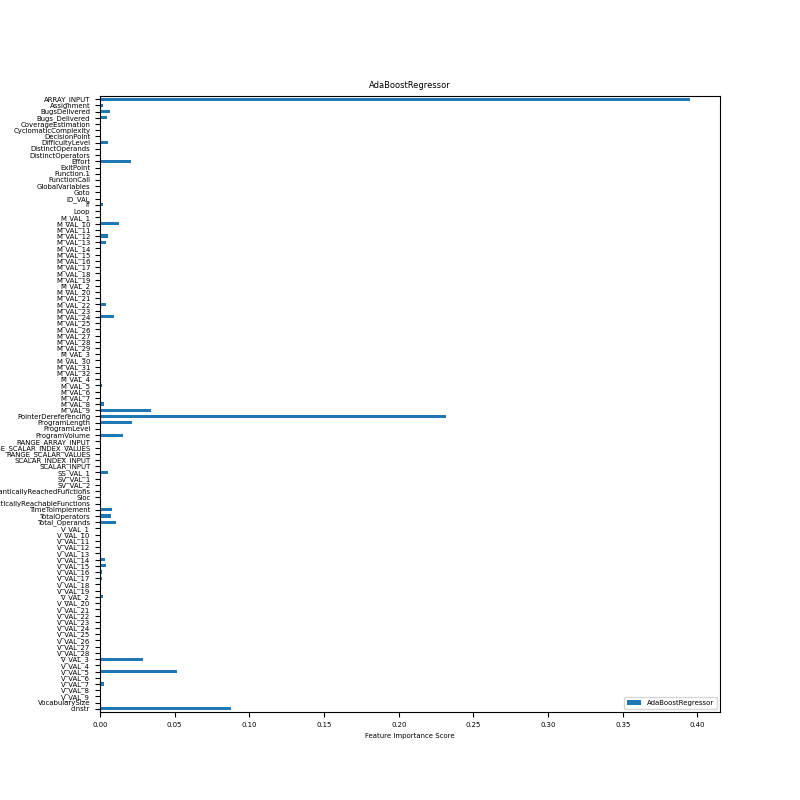 AdaBoostRegressor
ARRAY_INPUT
Assignment
BugsDelivered
Bugs_Delivered
CoverageEstimation
CyclomaticComplexity
DecisionPoint
DifficultyLevel
DistinctOperands
DistinctOperators
Effort
ExitPoint
Function.1
FunctionCall
GlobalVariables
Goto
ID_VAL
If
Loop
M_VAL_1
M_VAL_10
M_VAL_11
M_VAL_12
M_VAL_13
M_VAL_14
M_VAL_15
M_VAL_16
M_VAL_17
M_VAL_18
M_VAL_19
M_VAL_2
M_VAL_20
M_VAL_21
M_VAL_22
M_VAL_23
M_VAL_24
M_VAL_25
M_VAL_26
M_VAL_27
M_VAL_28
M_VAL_29
M_VAL_3
M_VAL_30
M_VAL_31
M_VAL_32
M_VAL_4
M_VAL_5
M_VAL_6
M_VAL_7
M_VAL_8
M_VAL_9
PointerDereferencing
ProgramLength
ProgramLevel
ProgramVolume
RANGE_ARRAY_INPUT
E_SCALAR_INDEX_VALUES
RANGE_SCALAR_VALUES
SCALAR_INDEX_INPUT
SCALAR_INPUT
SS_VAL_1
SV_VAL_1
SV_VAL_2
anticallyReachedFunctions
Sloc
ticallyReachableFunctions
TimeToImplement
TotalOperators
Total_Operands
V_VAL_1
V_VAL_10
V_VAL_11
V_VAL_12
V_VAL_13
V_VAL_14
V_VAL_15
V_VAL_16
V_VAL_17
V_VAL_18
V_VAL_19
V_VAL_2
V_VAL_20
V_VAL_21
V_VAL_22
V_VAL_23
V_VAL_24
V_VAL_25
V_VAL_26
V_VAL_27
V_VAL_28
V_VAL_3
V_VAL_4
V_VAL_5
V_VAL_6
V_VAL_7
V_VAL_8
V_VAL_9
VocabularySize
cinstr
AdaBoostRegressor
0.00 0.05 0.10 0.15 0.20 0.25 0.30 0.35 0.40
Feature Importance Score